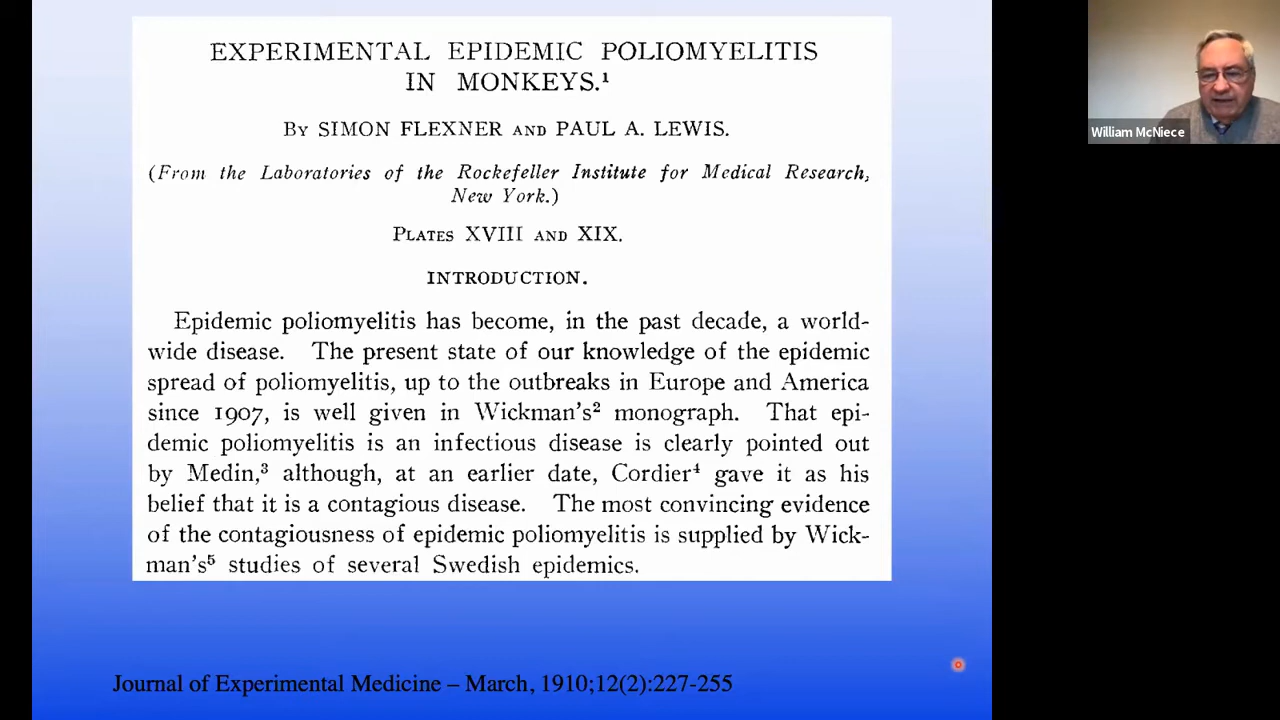 EXPERIMENTAL EPIDEMIC POLIOMYELITIS
IN MONKEYS.¹
By SIMON FLEXNER AND PAUL A. LEWIS.
(From the Laboratories of the Rockefeller Institute for Medical Research,
New York.)
PLATES XVIII AND XIX.
INTRODUCTION.
Epidemic poliomyelitis has become, in the past decade, a world-
wide disease. The present state of our knowledge of the epidemic
spread of poliomyelitis, up to the outbreaks in Europe and America
since 1907, is well given in Wickman's² monograph. That epi-
demic poliomyelitis is an infectious disease is clearly pointed out
by Medin,³ although, at an earlier date, Cordier⁴ gave it as his
belief that it is a contagious disease. The most convincing evidence
of the contagiousness of epidemic poliomyelitis is supplied by Wick-
man's⁵ studies of several Swedish epidemics.
Journal of Experimental Medicine – March, 1910;12(2):227-255
William McNiece